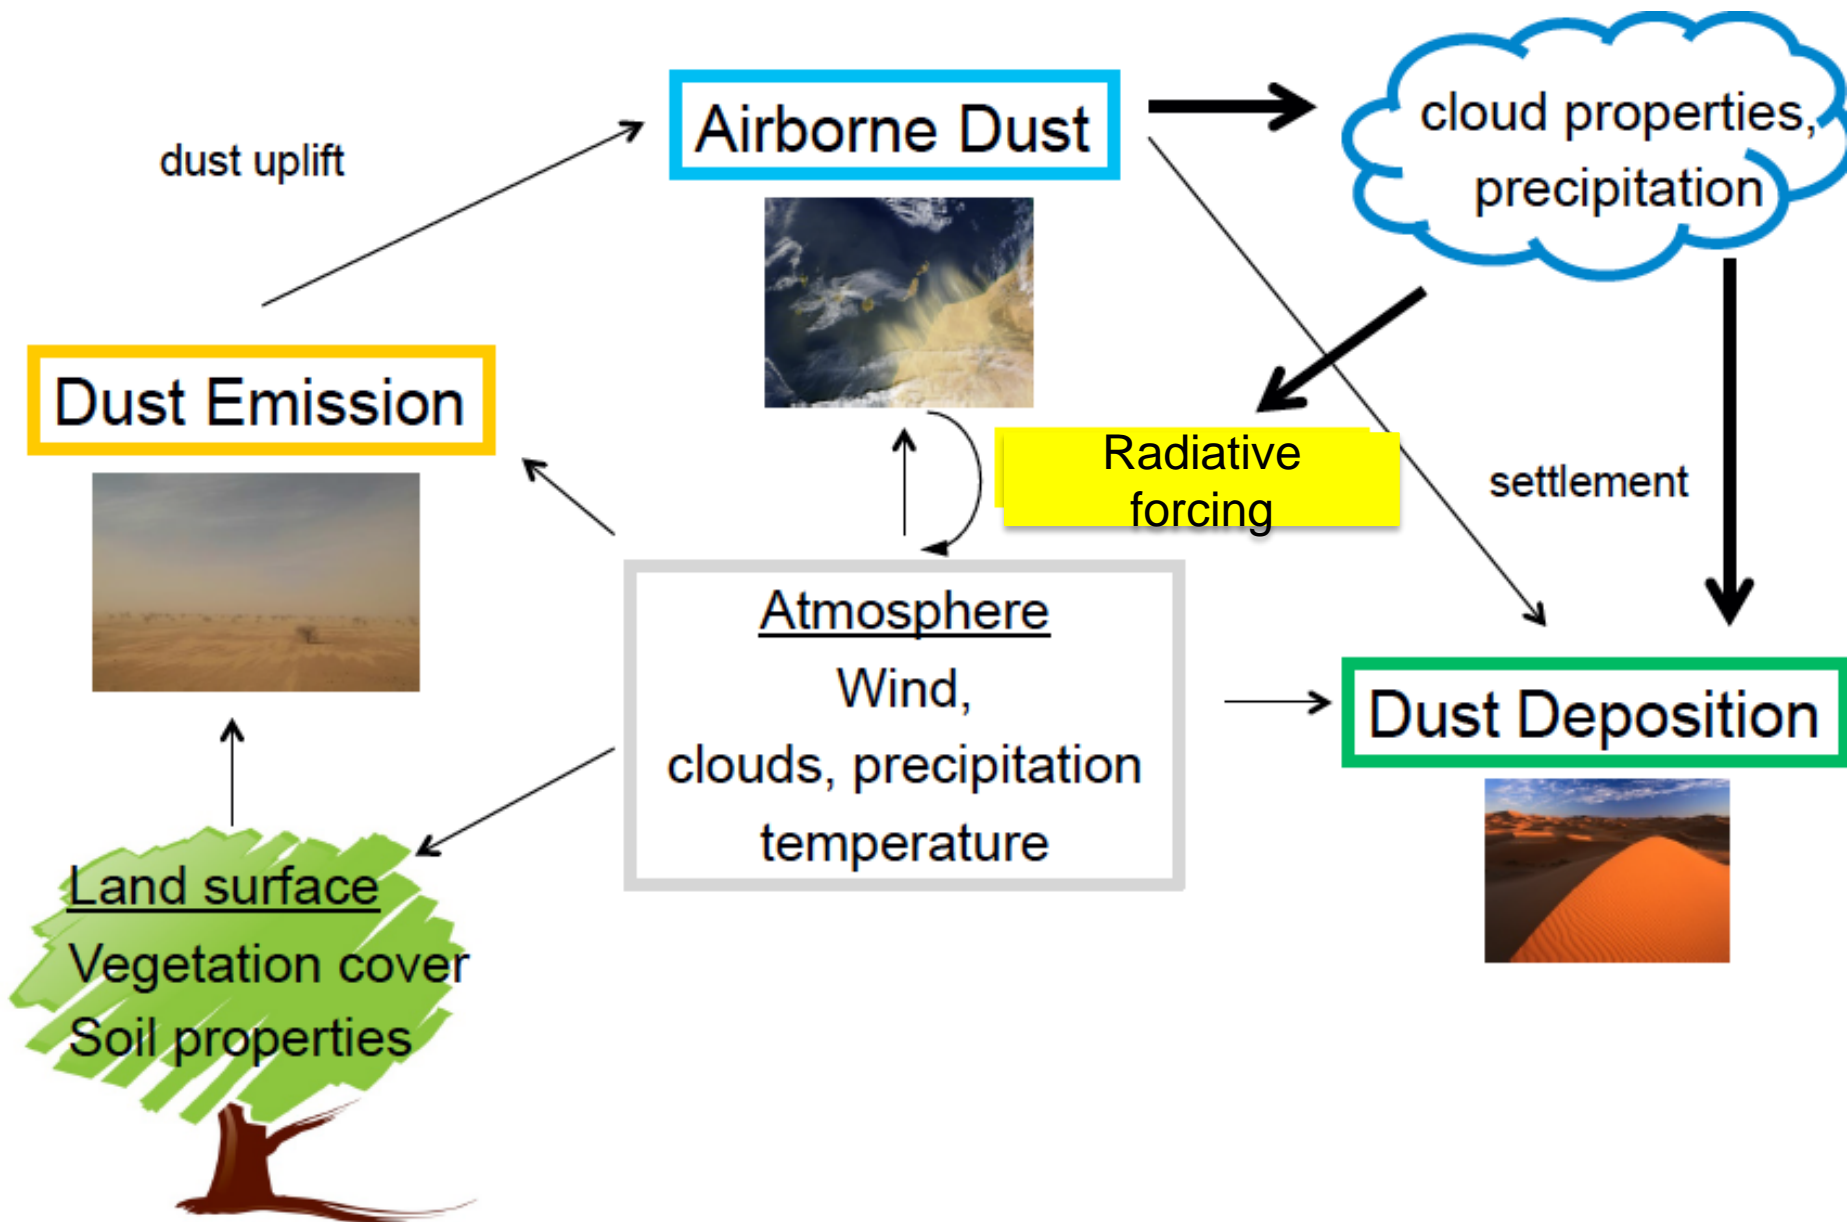 Airborne Dust
cloud properties,
precipitation
dust uplift
Dust Emission
Radiative
forcing
settlement
Atmosphere
Wind,
clouds, precipitation
temperature
Dust Deposition
Land surface
Vegetation cover
Soil properties